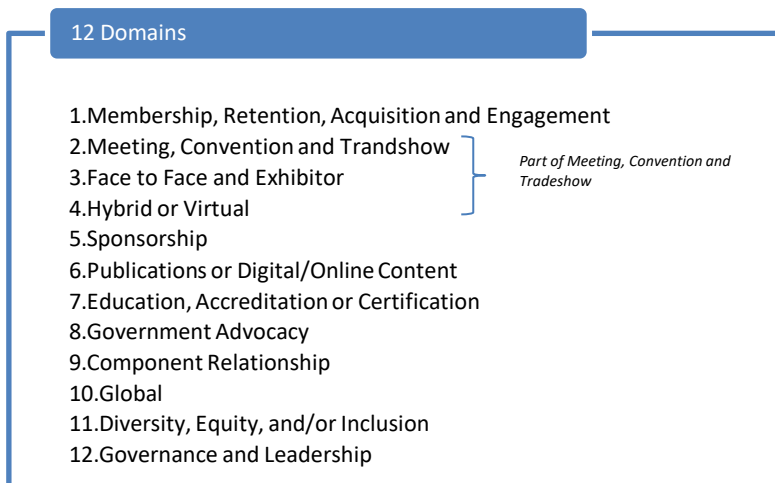 12 Domains
1.Membership, Retention, Acquisition and Engagement
2.Meeting, Convention and Trandshow
3.Face to Face and Exhibitor
4.Hybrid or Virtual
Part of Meeting, Convention and
Tradeshow
5.Sponsorship
6.Publications or Digital/Online Content
7.Education, Accreditation or Certification
8.Government Advocacy
9.Component Relationship
10.Global
11.Diversity, Equity, and/or Inclusion
12.Governance and Leadership